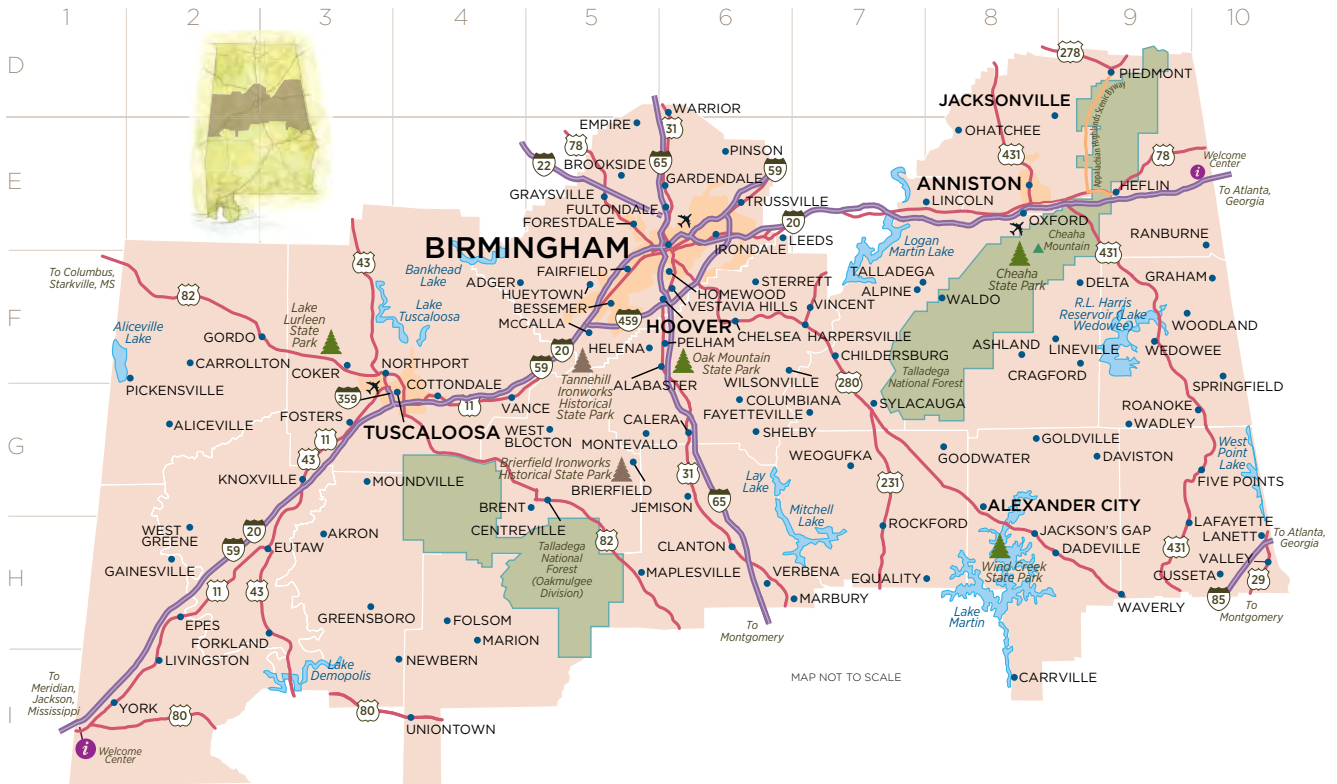 1 2 3 4 5 6 7 8 9 10
D
E
F
G
H
I
278
PIEDMONT
Appalachian Highlands Scenic Byway
JACKSONVILLE
OHATCHEE
431
78
Welcome
Center
To Atlanta,
Georgia
HEFLIN
ANNISTON
LINCOLN
OXFORD
Cheaha
Mountain
Cheaha
State Park
RANBURNE
431
WARRIOR
EMPIRE
31
78
22
BROOKSIDE
65
PINSON
59
GARDENDALE
GRAYSVILLE
FULTONDALE
TRUSSVILLE
FORESTDALE
20
BIRMINGHAM
IRONDALE
LEEDS
Logan
Martin Lake
To Columbus,
Starkville, MS
82
43
Bankhead
Lake
FAIRFIELD
ADGER
HUEYTOWN
BESSEMER
MCCALLA
459
HOMEWOOD
VESTAVIA HILLS
STERRETT
VINCENT
TALLADEGA
ALPINE
WALDO
DELTA
GRAHAM
R.L. Harris
Reservoir (Lake
Wedowee)
WOODLAND
Lake
Lurleen
State
Park
Lake
Tuscaloosa
Aliceville
Lake
GORDO
HOOVER
CHELSEA
HARPERSVILLE
PELHAM
HELENA
20
59
Oak Mountain
State Park
CHILDERSBURG
ASHLAND
LINEVILLE
WEDOWEE
CARROLLTON
COKER
NORTHPORT
Tannehill
Ironworks
Historical
State Park
ALABASTER
WILSONVILLE
280
Talladega
National Forest
CRAGFORD
SPRINGFIELD
PICKENSVILLE
359
COTTONDALE
11
VANCE
COLUMBIANA
FAYETTEVILLE
SYLACAUGA
ROANOKE
WADLEY
FOSTERS
ALICEVILLE
TUSCALOOSA
WEST
BLOCTON
CALERA
MONTEVALLO
SHELBY
GOLDVILLE
GOODWATER
DAVISTON
West
Point
Lake
11
43
Brierfield Ironworks
Historical State Park
BRIERFIELD
WEOGUFKA
31
Lay
Lake
231
KNOXVILLE
MOUNDVILLE
FIVE POINTS
JEMISON
65
BRENT
CENTREVILLE
Mitchell
Lake
ALEXANDER CITY
WEST
GREENE
20
59
AKRON
82
ROCKFORD
JACKSON'S GAP
LAFAYETTE
LANETT
To Atlanta,
Georgia
EUTAW
Talladega
National
Forest
(Oakmulgee
Division)
CLANTON
DADEVILLE
431
VALLEY
GAINESVILLE
MAPLESVILLE
VERBENA
EQUALITY
Wind Creek
State Park
CUSSETA
29
11
43
MARBURY
Lake
Martin
WAVERLY
85
To
Montgomery
GREENSBORO
EPES
FOLSOM
To
Montgomery
FORKLAND
MARION
LIVINGSTON
Lake
Demopolis
NEWBERN
MAP NOT TO SCALE
CARRVILLE
To
Meridian,
Jackson,
Mississippi
YORK
80
80
UNIONTOWN
i
Welcome
Center
i